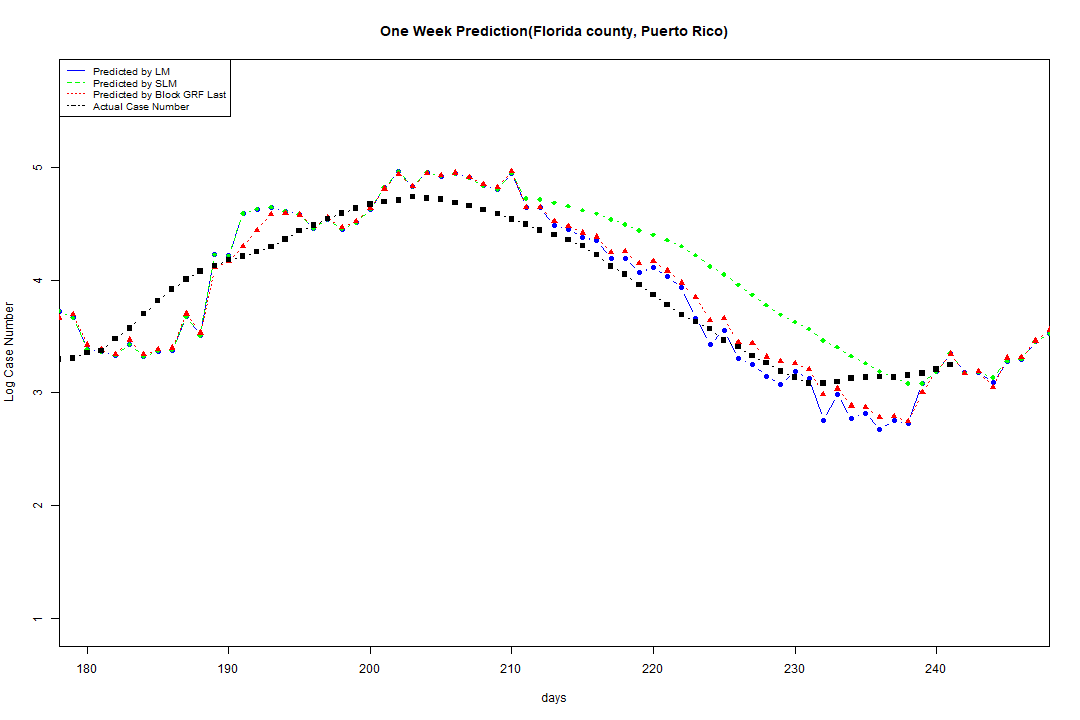 One Week Prediction(Florida county, Puerto Rico)
Predicted by LM
Predicted by SLM
Predicted by Block GRF Last
Actual Case Number
5
4
3
2
1
Log Case Number
180 190 200 210 220 230 240
days